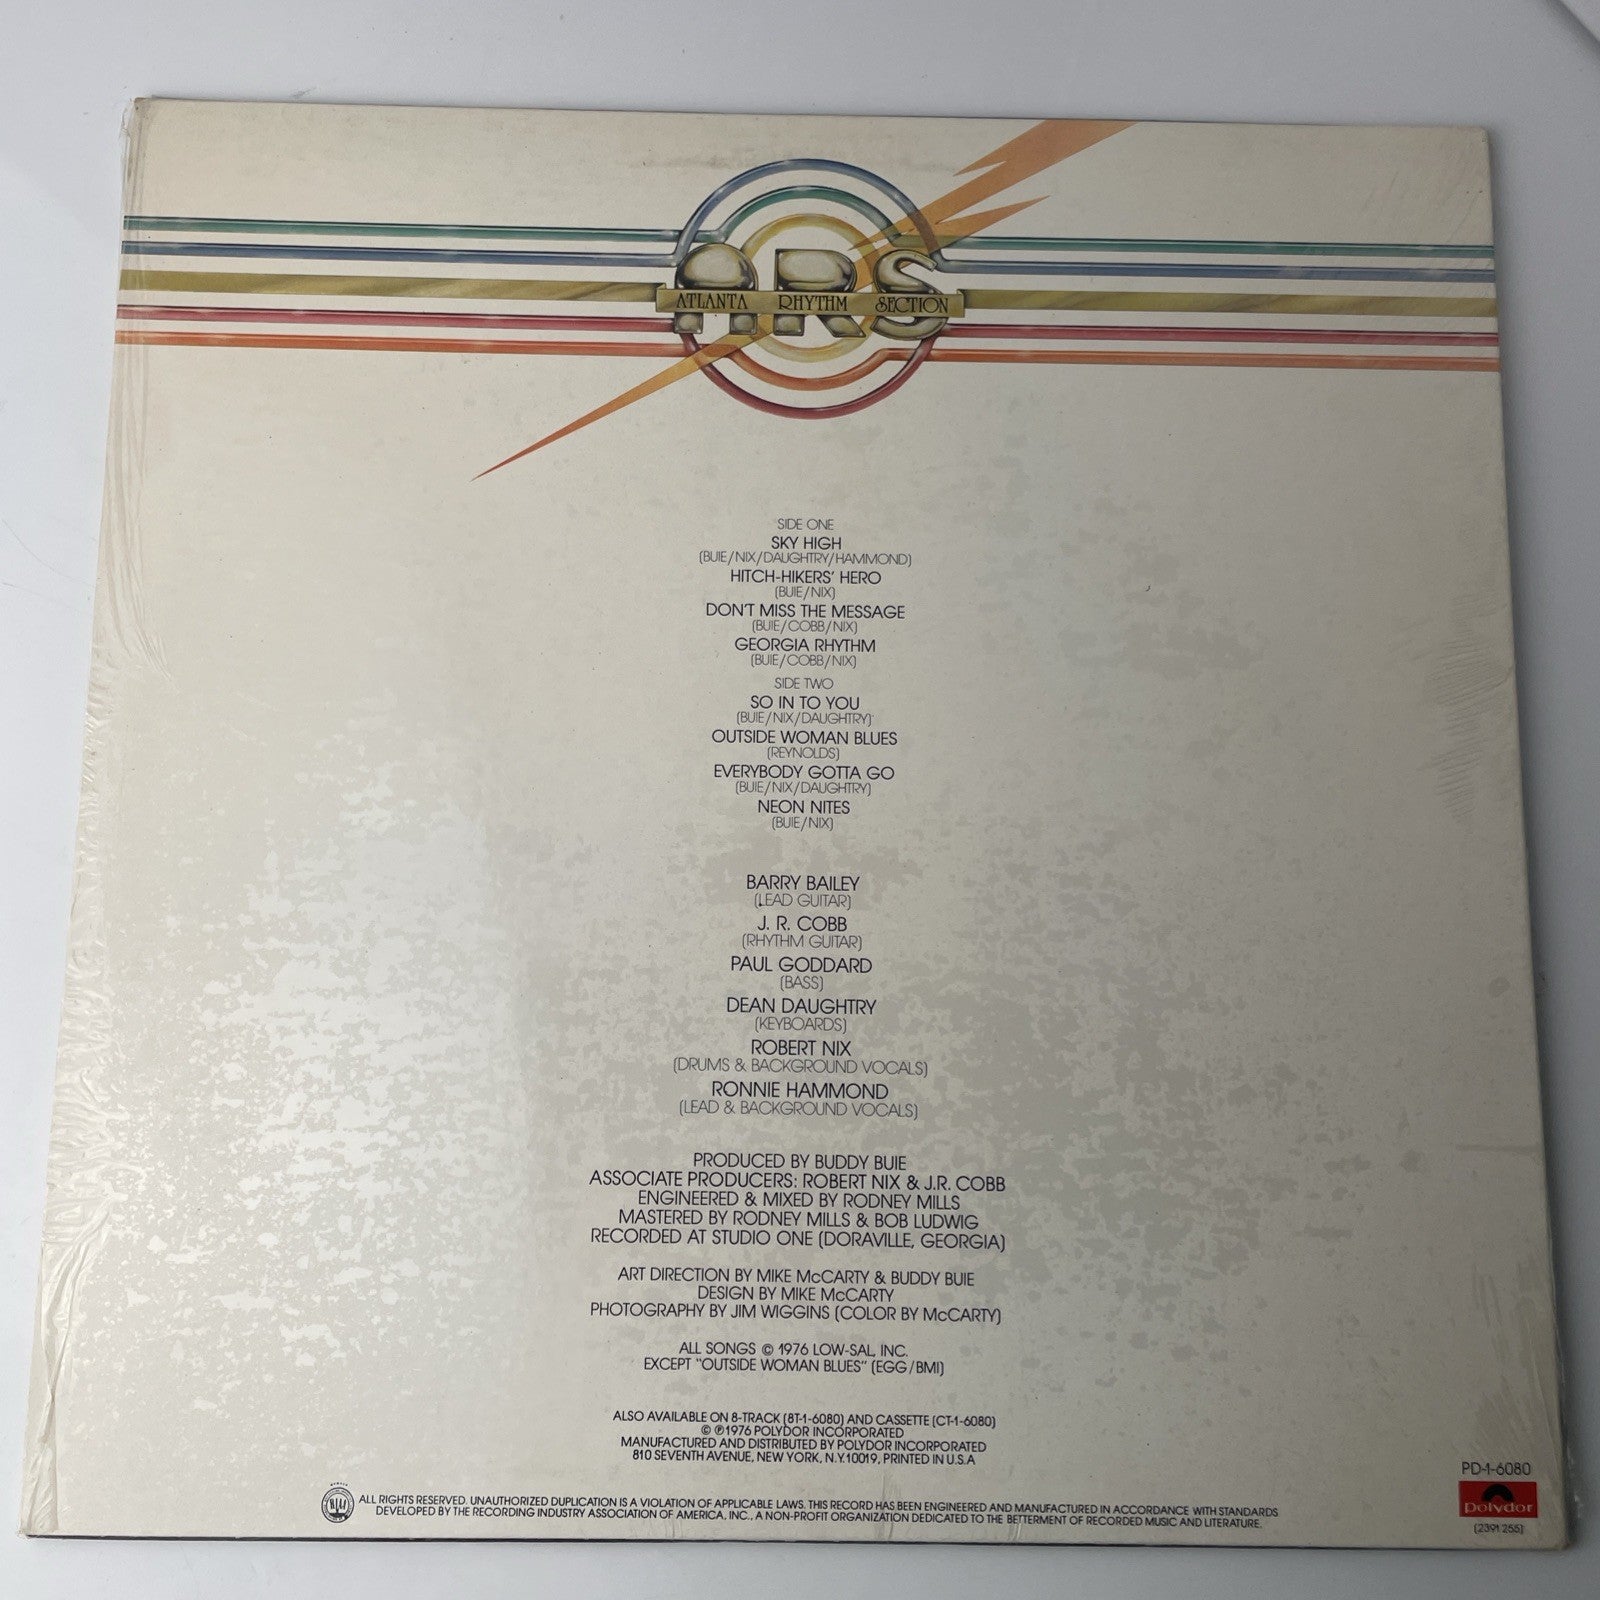 ARS
ATLANTA RHYTHM SECTION
SIDE ONE
SKY HIGH
(BUIE/NIX/DAUGHTRY/HAMMOND)
HITCH-HIKERS' HERO
(BUIE/NIX)
DON'T MISS THE MESSAGE
(BUIE/COBB/NIX)
GEORGIA RHYTHM
(BUIE/COBB/NIX)
SIDE TWO
SO IN TO YOU
(BUIE/NIX/DAUGHTRY)
OUTSIDE WOMAN BLUES
(REYNOLDS)
EVERYBODY GOTTA GO
(BUIE/NIX/DAUGHTRY)
NEON NITES
(BUIE/NIX)
BARRY BAILEY
(LEAD GUITAR)
J. R. COBB
(RHYTHM GUITAR)
PAUL GODDARD
(BASS)
DEAN DAUGHTRY
(KEYBOARDS)
ROBERT NIX
(DRUMS & BACKGROUND VOCALS)
RONNIE HAMMOND
(LEAD & BACKGROUND VOCALS)
PRODUCED BY BUDDY BUIE
ASSOCIATE PRODUCERS: ROBERT NIX & J.R. COBB
ENGINEERED & MIXED BY RODNEY MILLS
MASTERED BY RODNEY MILLS & BOB LUDWIG
RECORDED AT STUDIO ONE (DORAVILLE, GEORGIA)
ART DIRECTION BY MIKE McCARTY & BUDDY BUIE
DESIGN BY MIKE McCARTY
PHOTOGRAPHY BY JIM WIGGINS (COLOR BY McCARTY)
ALL SONGS © 1976 LOW-SAL, INC.
EXCEPT "OUTSIDE WOMAN BLUES" (EGG/BMI)
ALSO AVAILABLE ON 8-TRACK (8T-1-6080) AND CASSETTE (CT-1-6080)
© ℗1976 POLYDOR INCORPORATED
MANUFACTURED AND DISTRIBUTED BY POLYDOR INCORPORATED
810 SEVENTH AVENUE, NEW YORK, N.Y. 10019, PRINTED IN U.S.A
PD-1-6080
polydor
(2391 255)
ALL RIGHTS RESERVED. UNAUTHORIZED DUPLICATION IS A VIOLATION OF APPLICABLE LAWS. THIS RECORD HAS BEEN ENGINEERED AND MANUFACTURED IN ACCORDANCE WITH STANDARDS
DEVELOPED BY THE RECORDING INDUSTRY ASSOCIATION OF AMERICA, INC., A NON-PROFIT ORGANIZATION DEDICATED TO THE BETTERMENT OF RECORDED MUSIC AND LITERATURE.